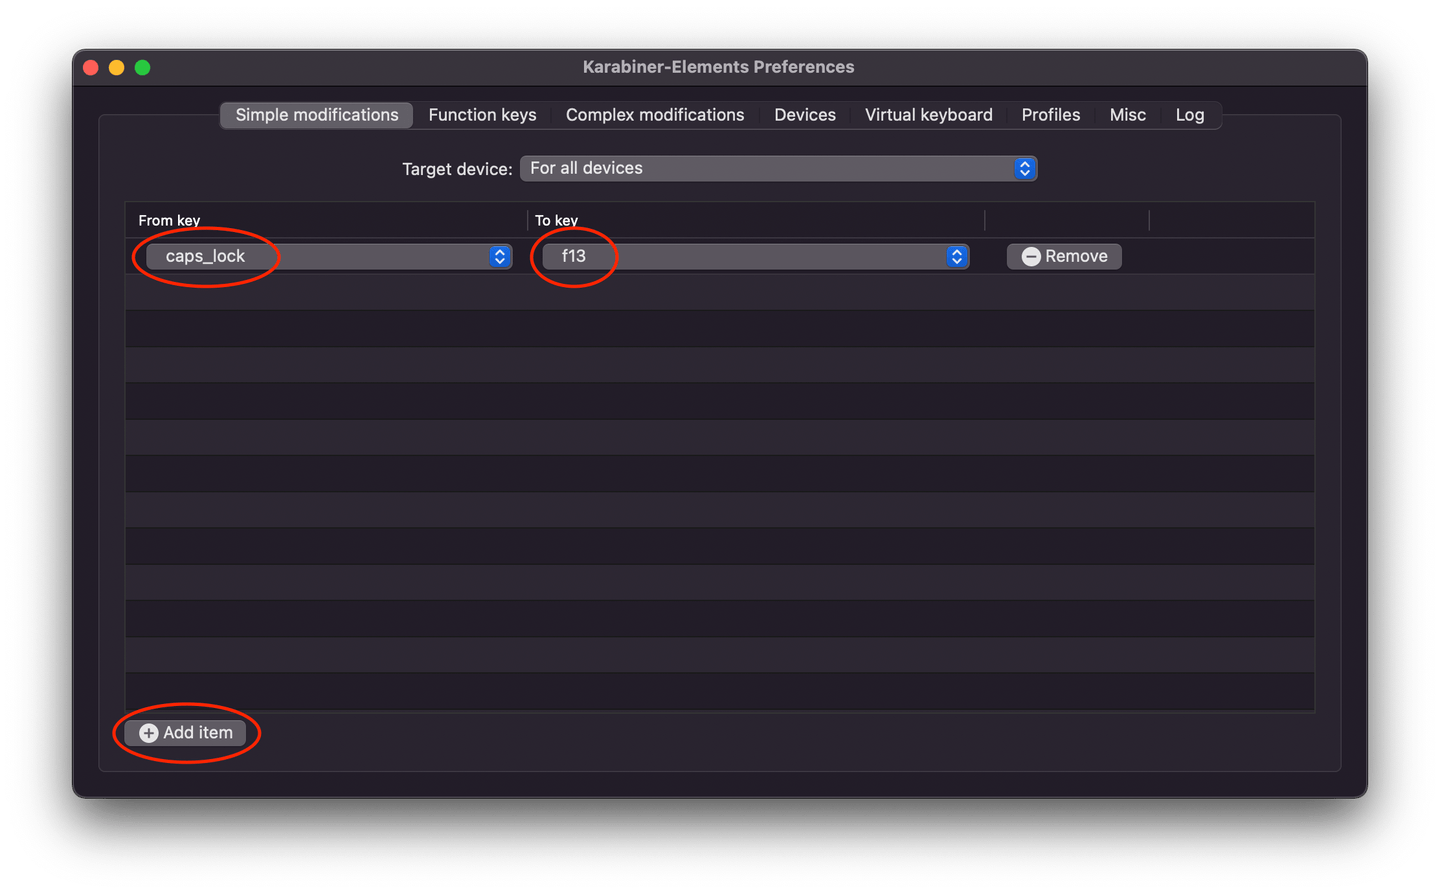 Karabiner-Elements Preferences
Simple modifications Function keys Complex modifications Devices Virtual keyboard Profiles Misc Log
Target device: For all devices
From key To key
caps_lock f13 Remove
Add item